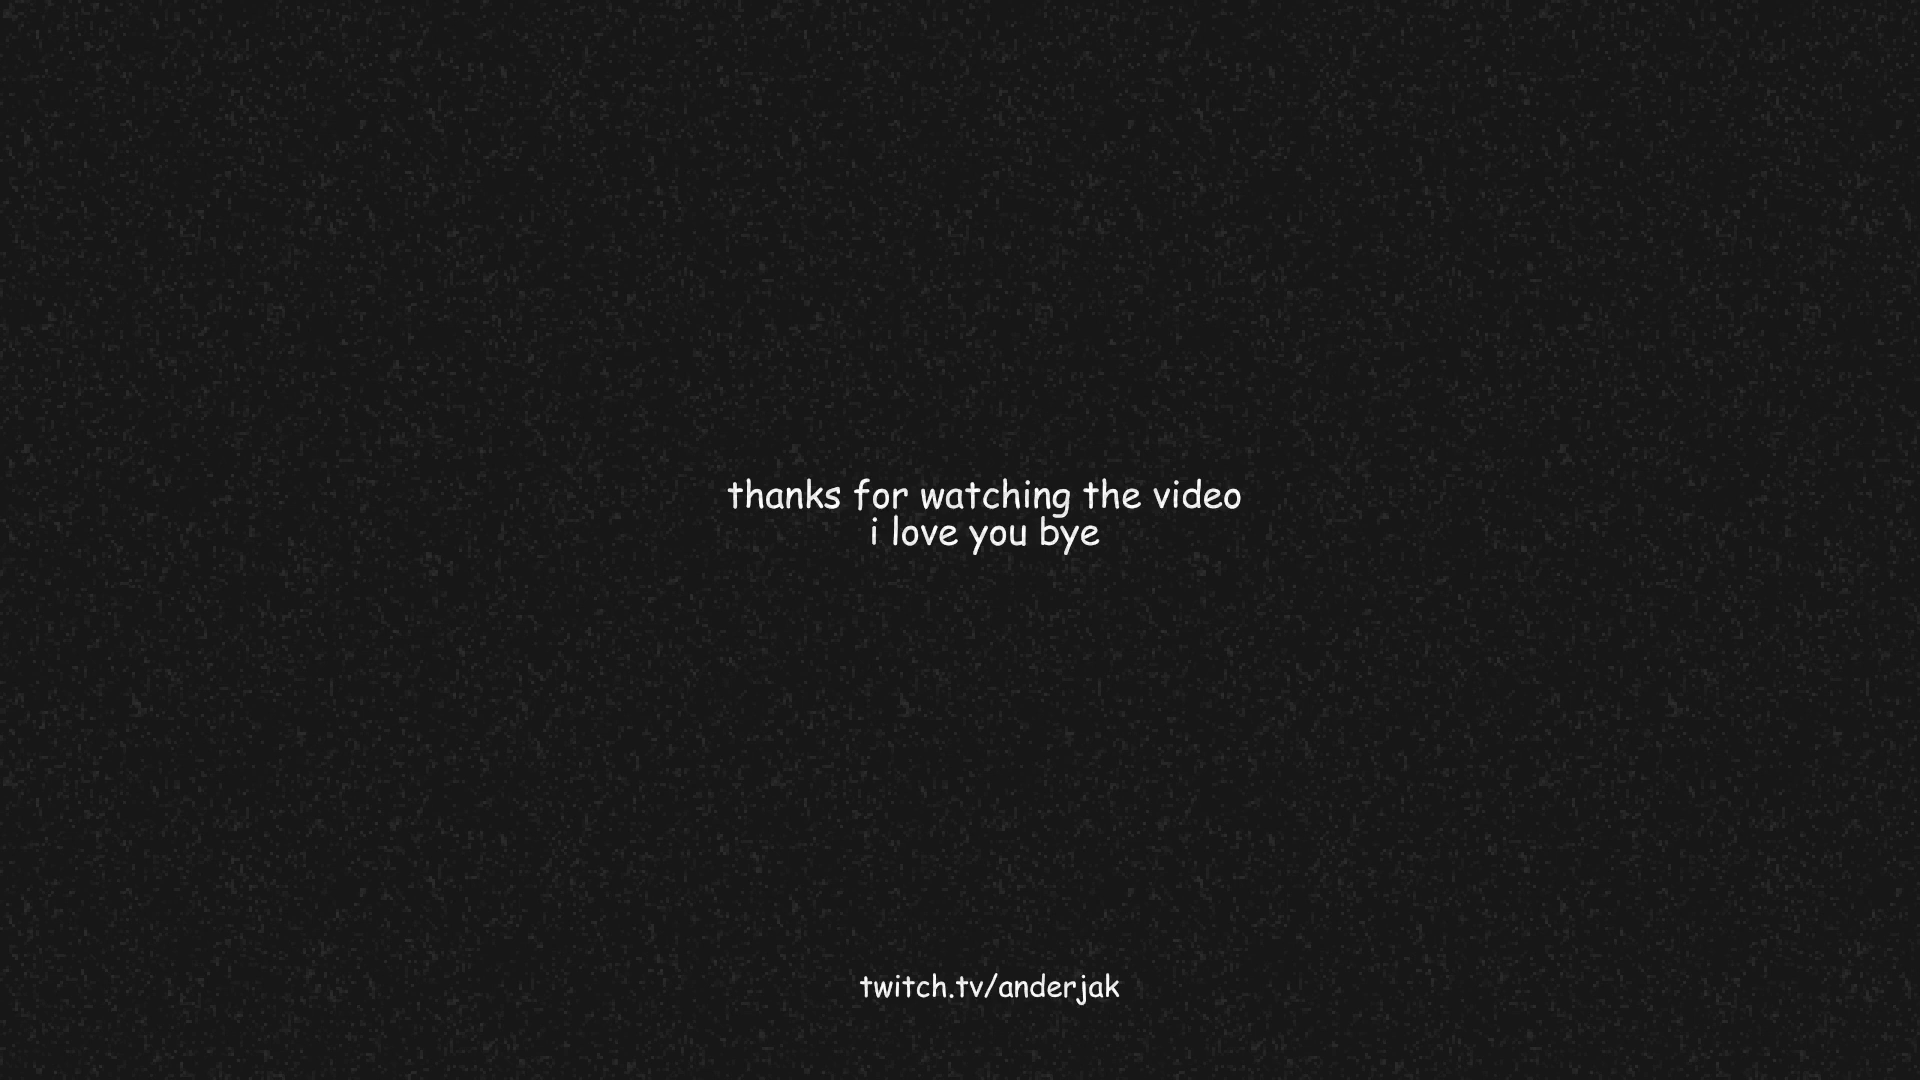 thanks for watching the video
i love you bye
twitch.tv/anderjak